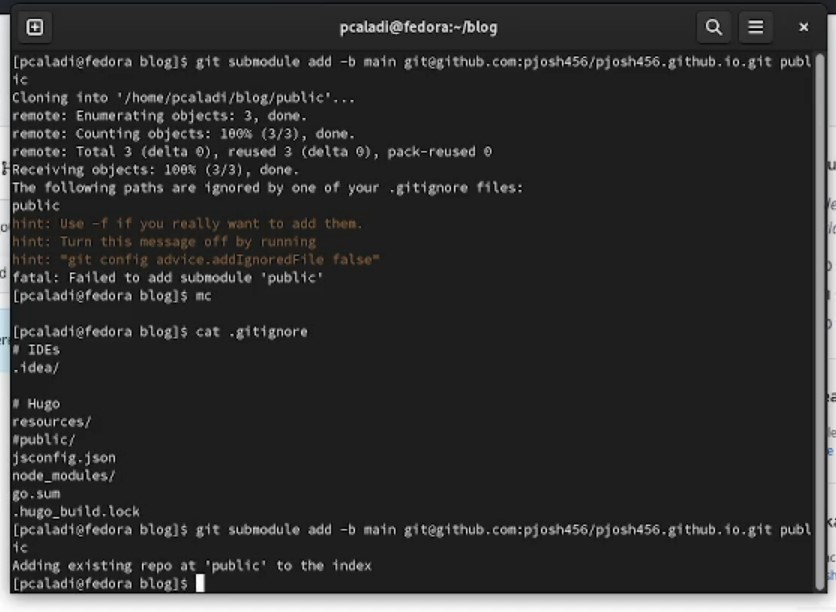 pcaladi@fedora:~/blog
[pcaladi@fedora blog]$ git submodule add -b main git@github.com:pjosh456/pjosh456.github.io.git publ
ic
Cloning into '/home/pcaladi/blog/public'...
remote: Enumerating objects: 3, done.
remote: Counting objects: 100% (3/3), done.
remote: Total 3 (delta 0), reused 3 (delta 0), pack-reused 0
Receiving objects: 100% (3/3), done.
The following paths are ignored by one of your .gitignore files:
public
hint: Use -f if you really want to add them.
hint: Turn this message off by running
hint: "git config advice.addIgnoredFile false"
fatal: Failed to add submodule 'public'
[pcaladi@fedora blog]$ mc
[pcaladi@fedora blog]$ cat .gitignore
# IDEs
.idea/
# Hugo
resources/
#public/
jsconfig.json
node_modules/
go.sum
.hugo_build.lock
[pcaladi@fedora blog]$ git submodule add -b main git@github.com:pjosh456/pjosh456.github.io.git publ
ic
Adding existing repo at 'public' to the index
[pcaladi@fedora blog]$